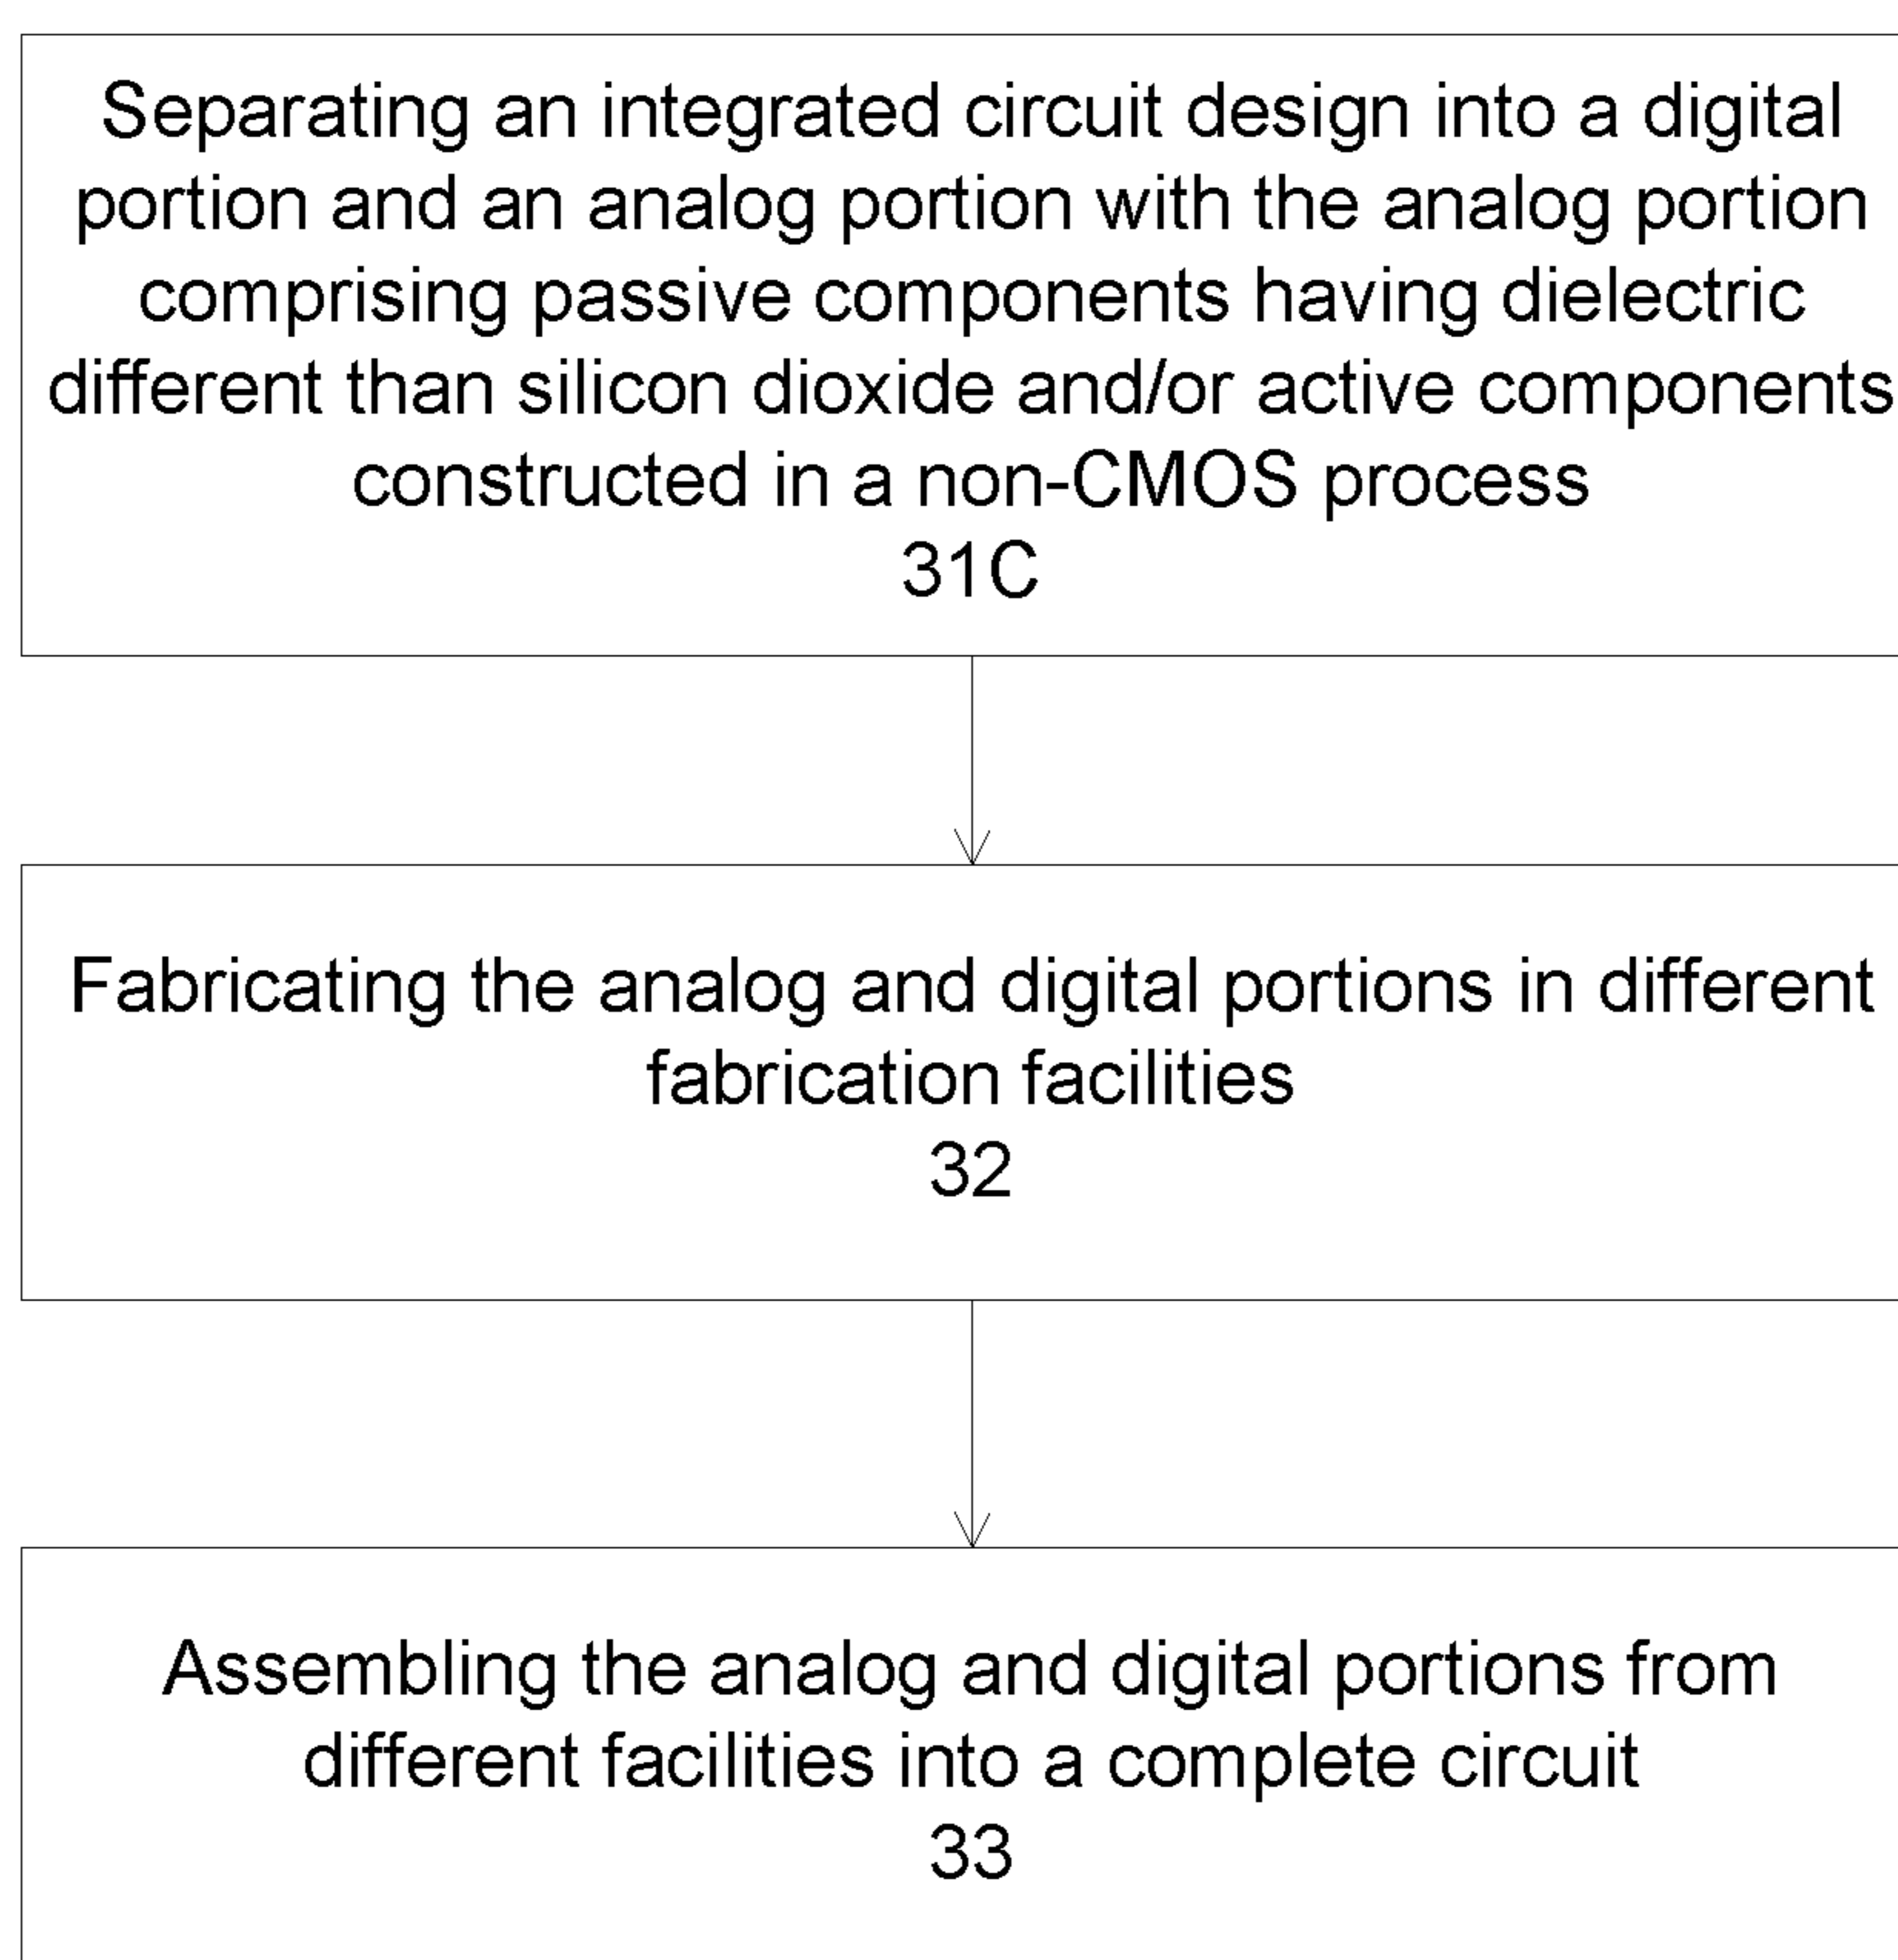 Separating an integrated circuit design into a digital
portion and an analog portion with the analog portion
comprising passive components having dielectric
different than silicon dioxide and/or active components
constructed in a non-CMOS process
31C
Fabricating the analog and digital portions in different
fabrication facilities
32
Assembling the analog and digital portions from
different facilities into a complete circuit
33